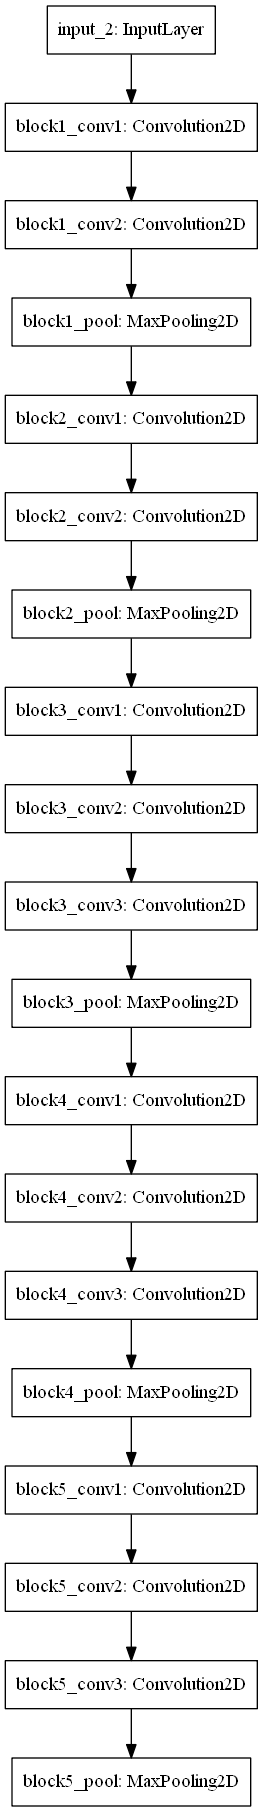 input_2: InputLayer
block1_conv1: Convolution2D
block1_conv2: Convolution2D
block1_pool: MaxPooling2D
block2_conv1: Convolution2D
block2_conv2: Convolution2D
block2_pool: MaxPooling2D
block3_conv1: Convolution2D
block3_conv2: Convolution2D
block3_conv3: Convolution2D
block3_pool: MaxPooling2D
block4_conv1: Convolution2D
block4_conv2: Convolution2D
block4_conv3: Convolution2D
block4_pool: MaxPooling2D
block5_conv1: Convolution2D
block5_conv2: Convolution2D
block5_conv3: Convolution2D
block5_pool: MaxPooling2D